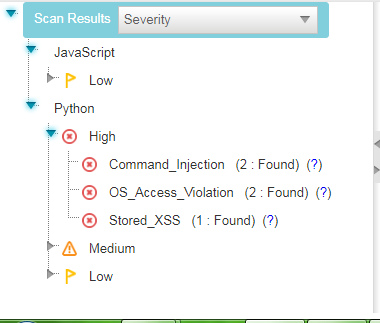 Scan Results Severity
JavaScript
Low
Python
High
Command_Injection (2 : Found) (?)
OS_Access_Violation (2 : Found) (?)
Stored_XSS (1 : Found) (?)
Medium
Low